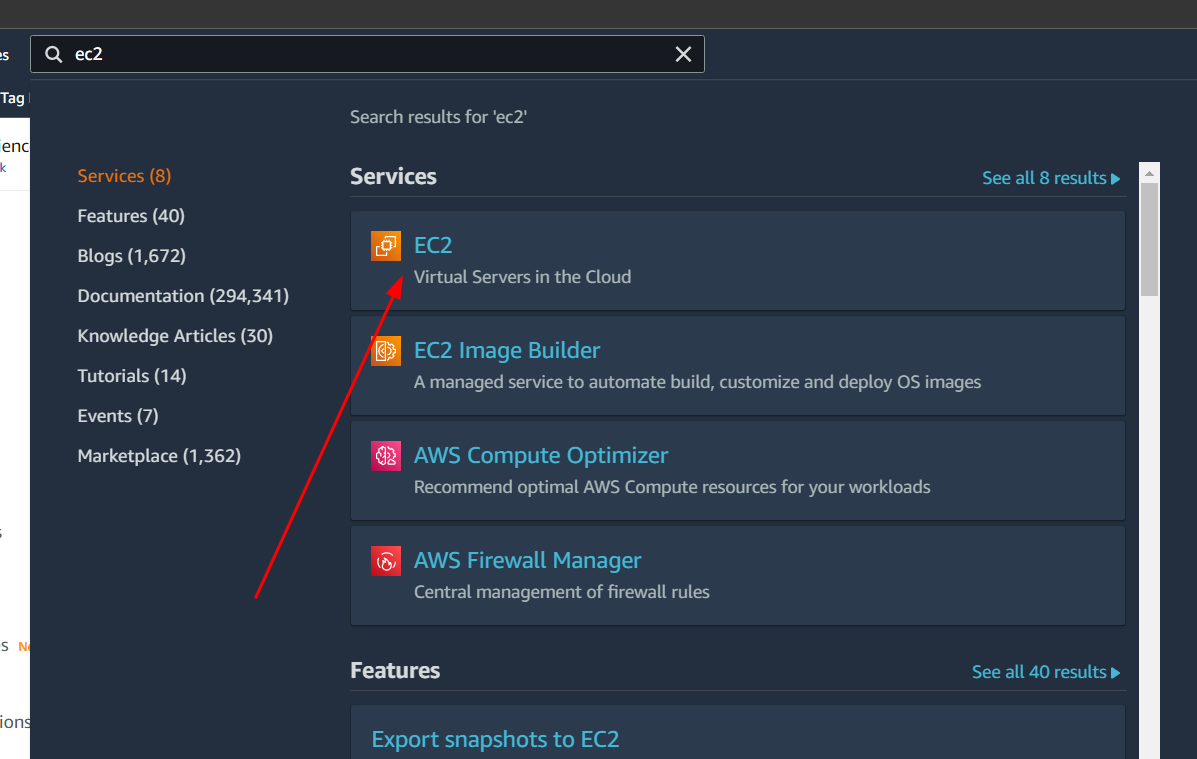 ec2
Tag
Search results for 'ec2'
Services (8)
Features (40)
Blogs (1,672)
Documentation (294,341)
Knowledge Articles (30)
Tutorials (14)
Events (7)
Marketplace (1,362)
Services
See all 8 results
EC2
Virtual Servers in the Cloud
EC2 Image Builder
A managed service to automate build, customize and deploy OS images
AWS Compute Optimizer
Recommend optimal AWS Compute resources for your workloads
AWS Firewall Manager
Central management of firewall rules
Features
See all 40 results
Export snapshots to EC2